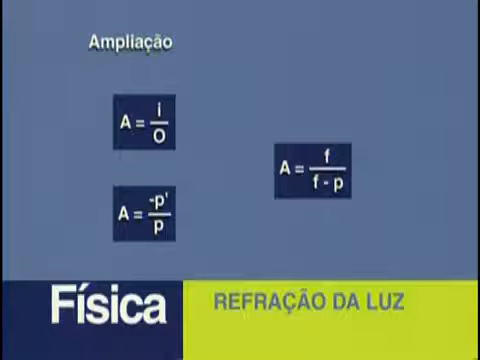 Ampliação
A = i/O
A = -p'/p
A = f/f - p
Física
REFRAÇÃO DA LUZ